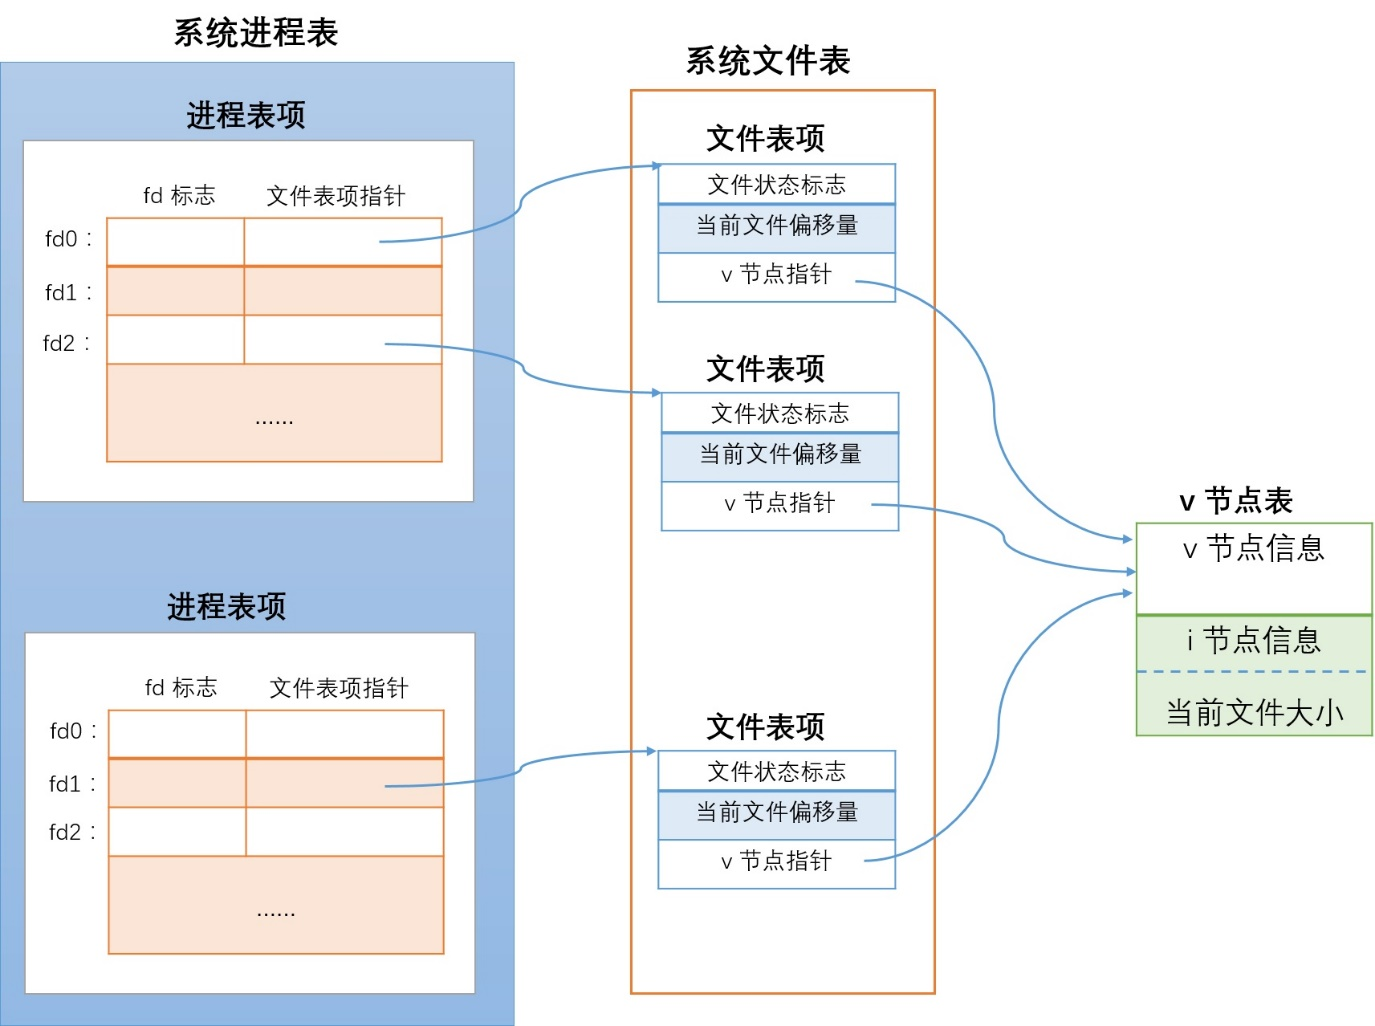 系统进程表
进程表项
fd 标志 文件表项指针
fd0：
fd1：
fd2：
......
进程表项
fd 标志 文件表项指针
fd0：
fd1：
fd2：
......
系统文件表
文件表项
文件状态标志
当前文件偏移量
v 节点指针
文件表项
文件状态标志
当前文件偏移量
v 节点指针
文件表项
文件状态标志
当前文件偏移量
v 节点指针
v 节点表
v 节点信息
i 节点信息
当前文件大小